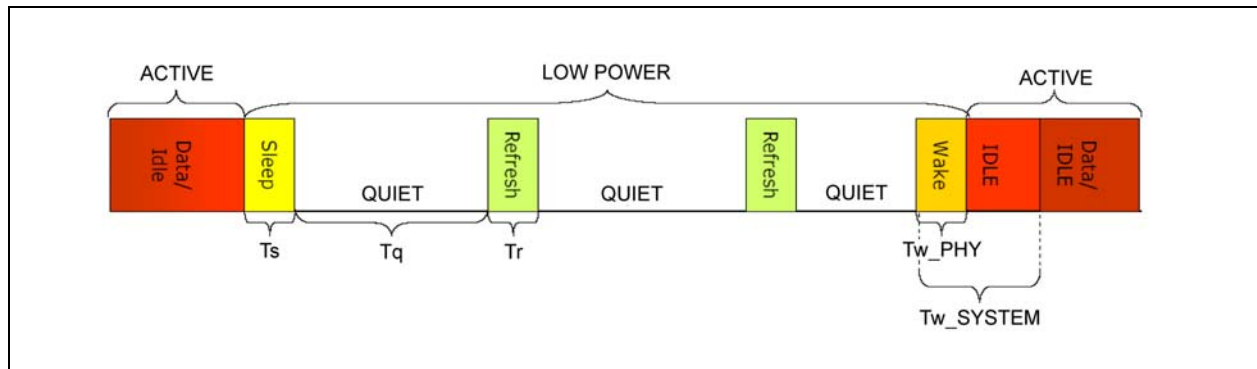 ACTIVE
LOW POWER
ACTIVE
Data/
Idle
Sleep
QUIET
Refresh
QUIET
Refresh
QUIET
Wake
IDLE
Data/
IDLE
Ts
Tq
Tr
Tw_PHY
Tw_SYSTEM